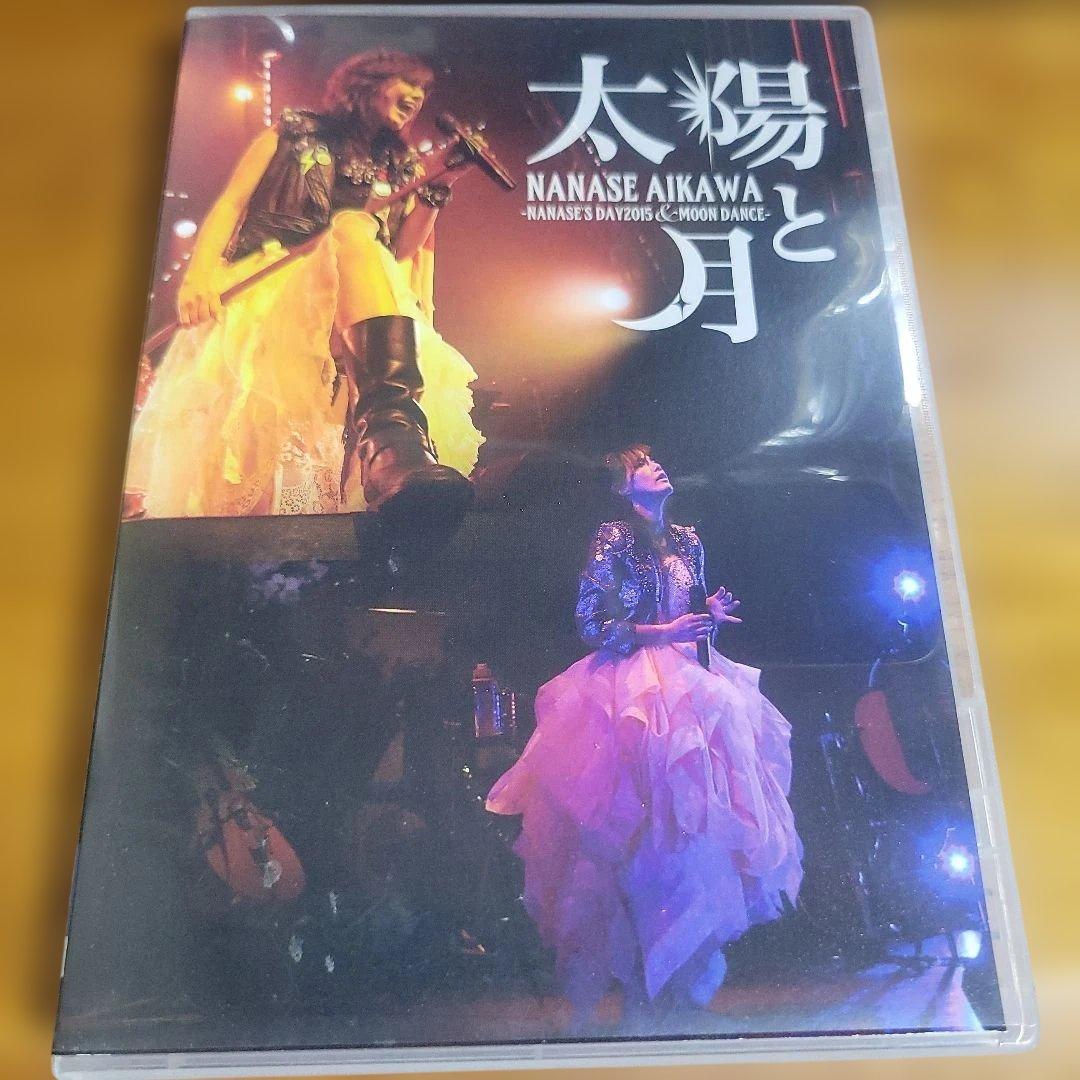 太陽と月
NANASE AIKAWA
-NANASE'S DAY2015 & MOON DANCE-